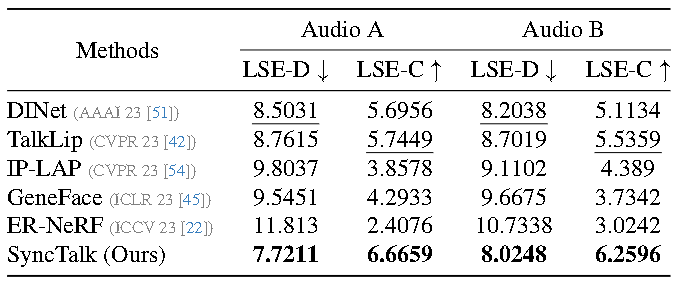 Methods Audio A Audio B
LSE-D ↓ LSE-C ↑ LSE-D ↓ LSE-C ↑
DINet (AAAI 23 [51]) 8.5031 5.6956 8.2038 5.1134
TalkLip (CVPR 23 [42]) 8.7615 5.7449 8.7019 5.5359
IP-LAP (CVPR 23 [54]) 9.8037 3.8578 9.1102 4.389
GeneFace (ICLR 23 [45]) 9.5451 4.2933 9.6675 3.7342
ER-NeRF (ICCV 23 [22]) 11.813 2.4076 10.7338 3.0242
SyncTalk (Ours) 7.7211 6.6659 8.0248 6.2596